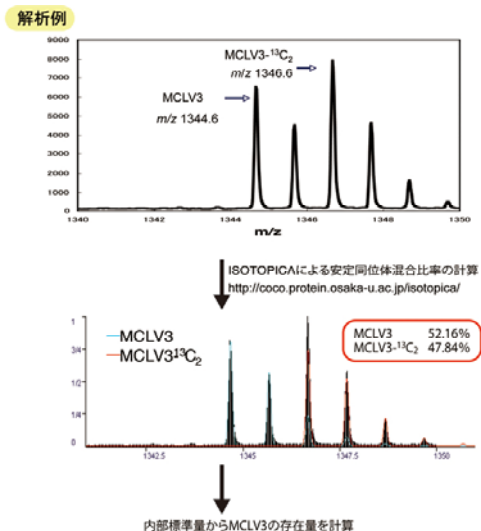 解析例
9000
8000
7000
6000
5000
4000
3000
2000
1000
0
MCLV3-¹³C₂
m/z 1346.6
MCLV3
m/z 1344.6
1340 1342 1344 1346 1348 1350
m/z
ISOTOPICAによる安定同位体混合比率の計算
http://coco.protein.osaka-u.ac.jp/isotopica/
1
3/4
1/2
1/4
0
MCLV3
MCLV3¹³C₂
MCLV3 52.16%
MCLV3-¹³C₂ 47.84%
1342.5 1345 1347.5 1350
内部標準量からMCLV3の存在量を計算